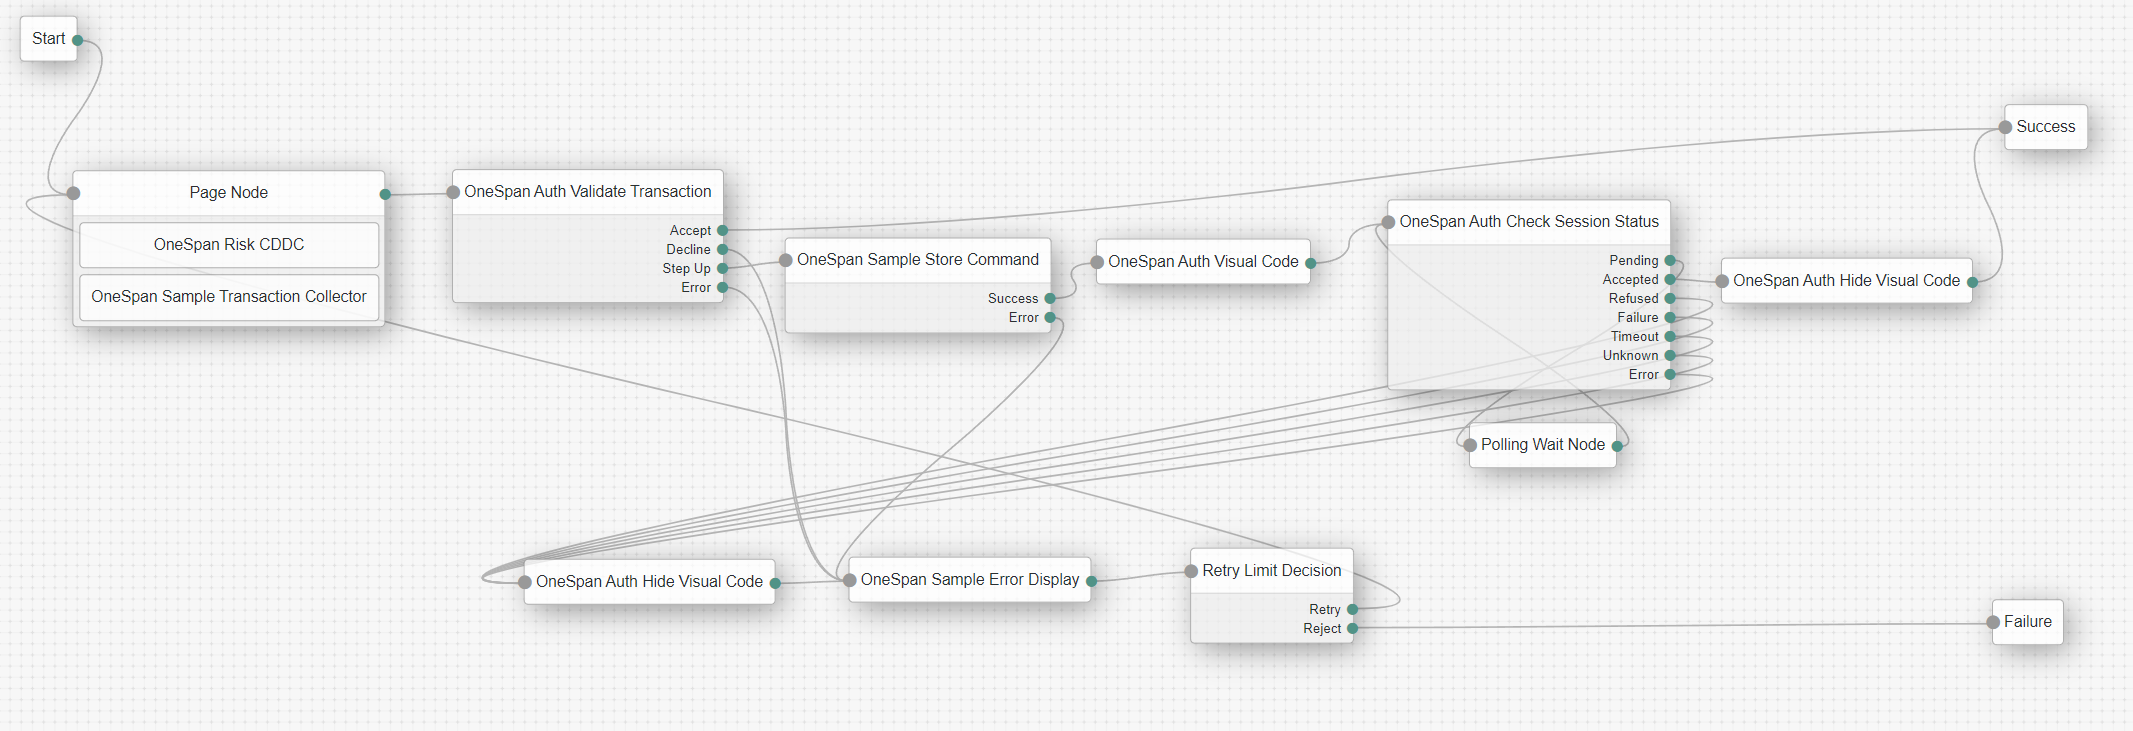 Start
Success
Page Node
OneSpan Risk CDDC
OneSpan Sample Transaction Collector
OneSpan Auth Validate Transaction
Accept
Decline
Step Up
Error
OneSpan Sample Store Command
Success
Error
OneSpan Auth Visual Code
OneSpan Auth Check Session Status
Pending
Accepted
Refused
Failure
Timeout
Unknown
Error
OneSpan Auth Hide Visual Code
Polling Wait Node
OneSpan Auth Hide Visual Code
OneSpan Sample Error Display
Retry Limit Decision
Retry
Reject
Failure